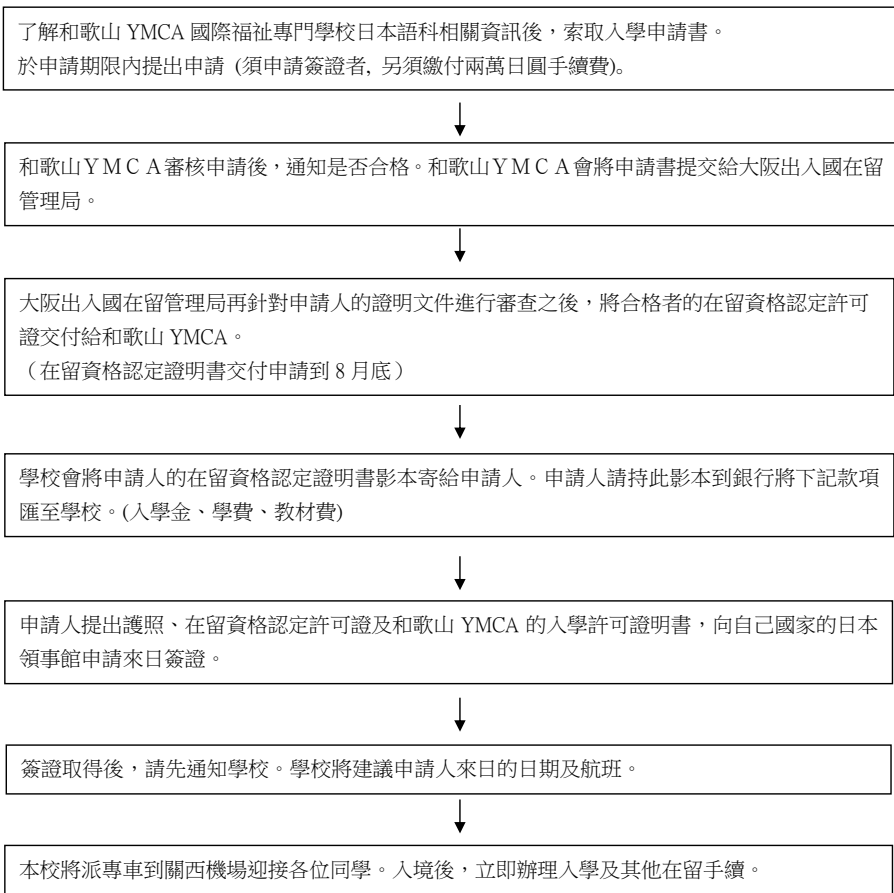 了解和歌山 YMCA 國際福祉專門學校日本語科相關資訊後，索取入學申請書。
於申請期限內提出申請 (須申請簽證者, 另須繳付兩萬日圓手續費)。
和歌山ＹＭＣＡ審核申請後，通知是否合格。和歌山ＹＭＣＡ會將申請書提交給大阪出入國在留
管理局。
大阪出入國在留管理局再針對申請人的證明文件進行審查之後，將合格者的在留資格認定許可
證交付給和歌山 YMCA。
（在留資格認定證明書交付申請到 8 月底）
學校會將申請人的在留資格認定證明書影本寄給申請人。申請人請持此影本到銀行將下記款項
匯至學校。(入學金、學費、教材費)
申請人提出護照、在留資格認定許可證及和歌山 YMCA 的入學許可證明書，向自己國家的日本
領事館申請來日簽證。
簽證取得後，請先通知學校。學校將建議申請人來日的日期及航班。
本校將派專車到關西機場迎接各位同學。入境後，立即辦理入學及其他在留手續。